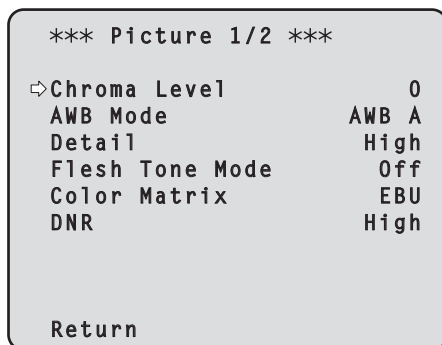 *** Picture 1/2 ***
⇨Chroma Level 0
AWB Mode AWB A
Detail High
Flesh Tone Mode Off
Color Matrix EBU
DNR High
Return